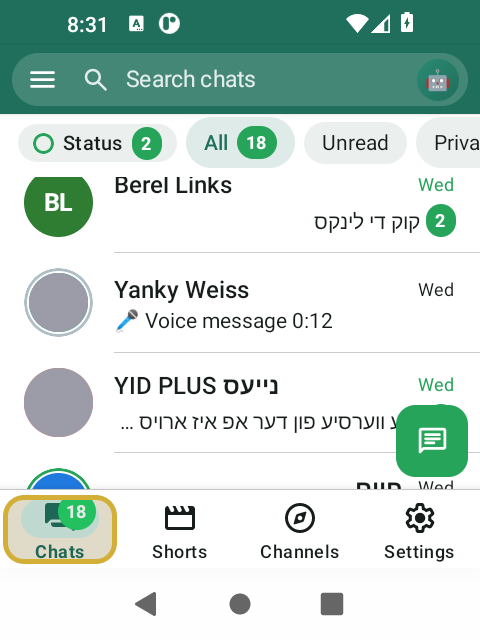 8:31
A
Search chats
Status 2
All 18
Unread
Priva
BL
Berel Links
Wed
קוק די לינקס
2
Yanky Weiss
Wed
🎤 Voice message 0:12
YID PLUS נייעס
Wed
ווערסיע פון דער אפ איז ארויס ...
Wed
18
Chats
Shorts
Channels
Settings